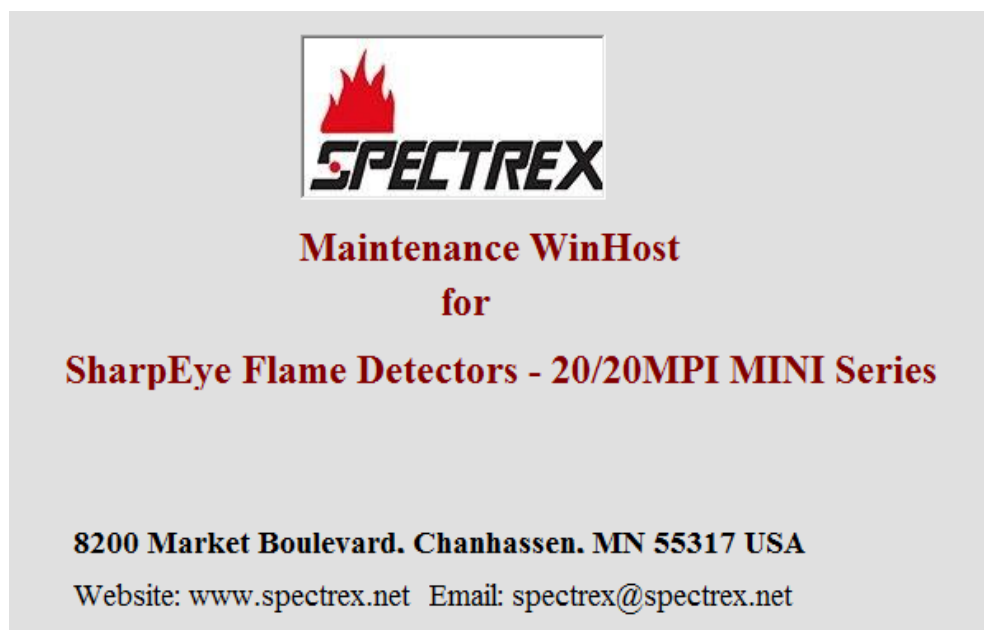 SPECTREX
Maintenance WinHost
for
SharpEye Flame Detectors - 20/20MPI MINI Series
8200 Market Boulevard. Chanhassen. MN 55317 USA
Website: www.spectrex.net Email: spectrex@spectrex.net